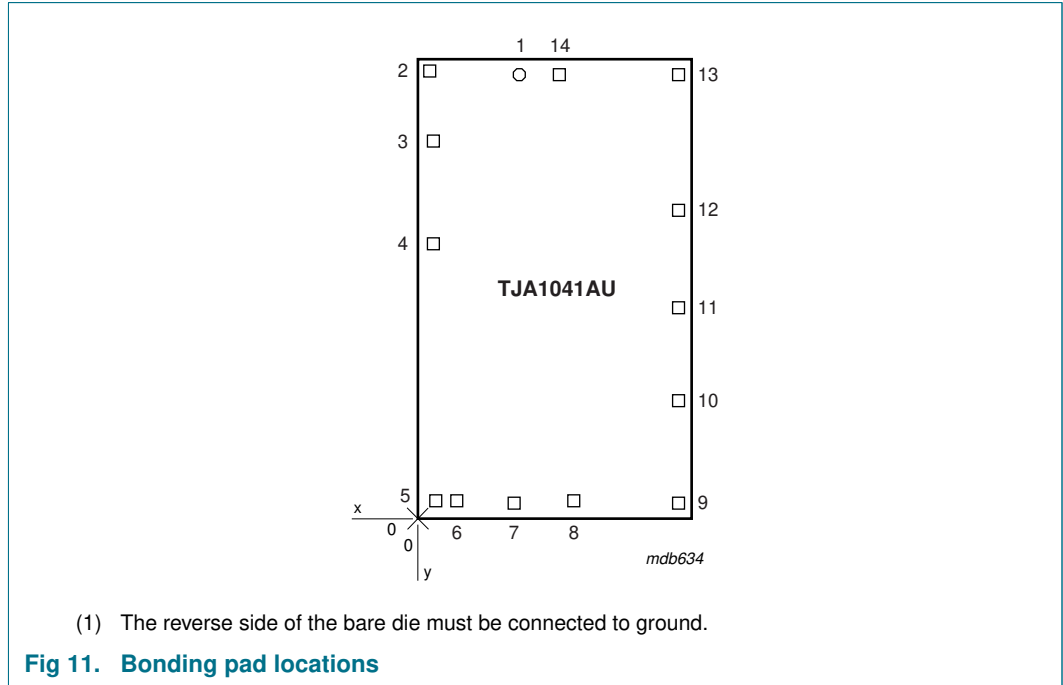 1 14
2 13
3
12
4
TJA1041AU
11
10
5 9
x
0
0 6 7 8
mdb634
y
(1) The reverse side of the bare die must be connected to ground.
Fig 11. Bonding pad locations